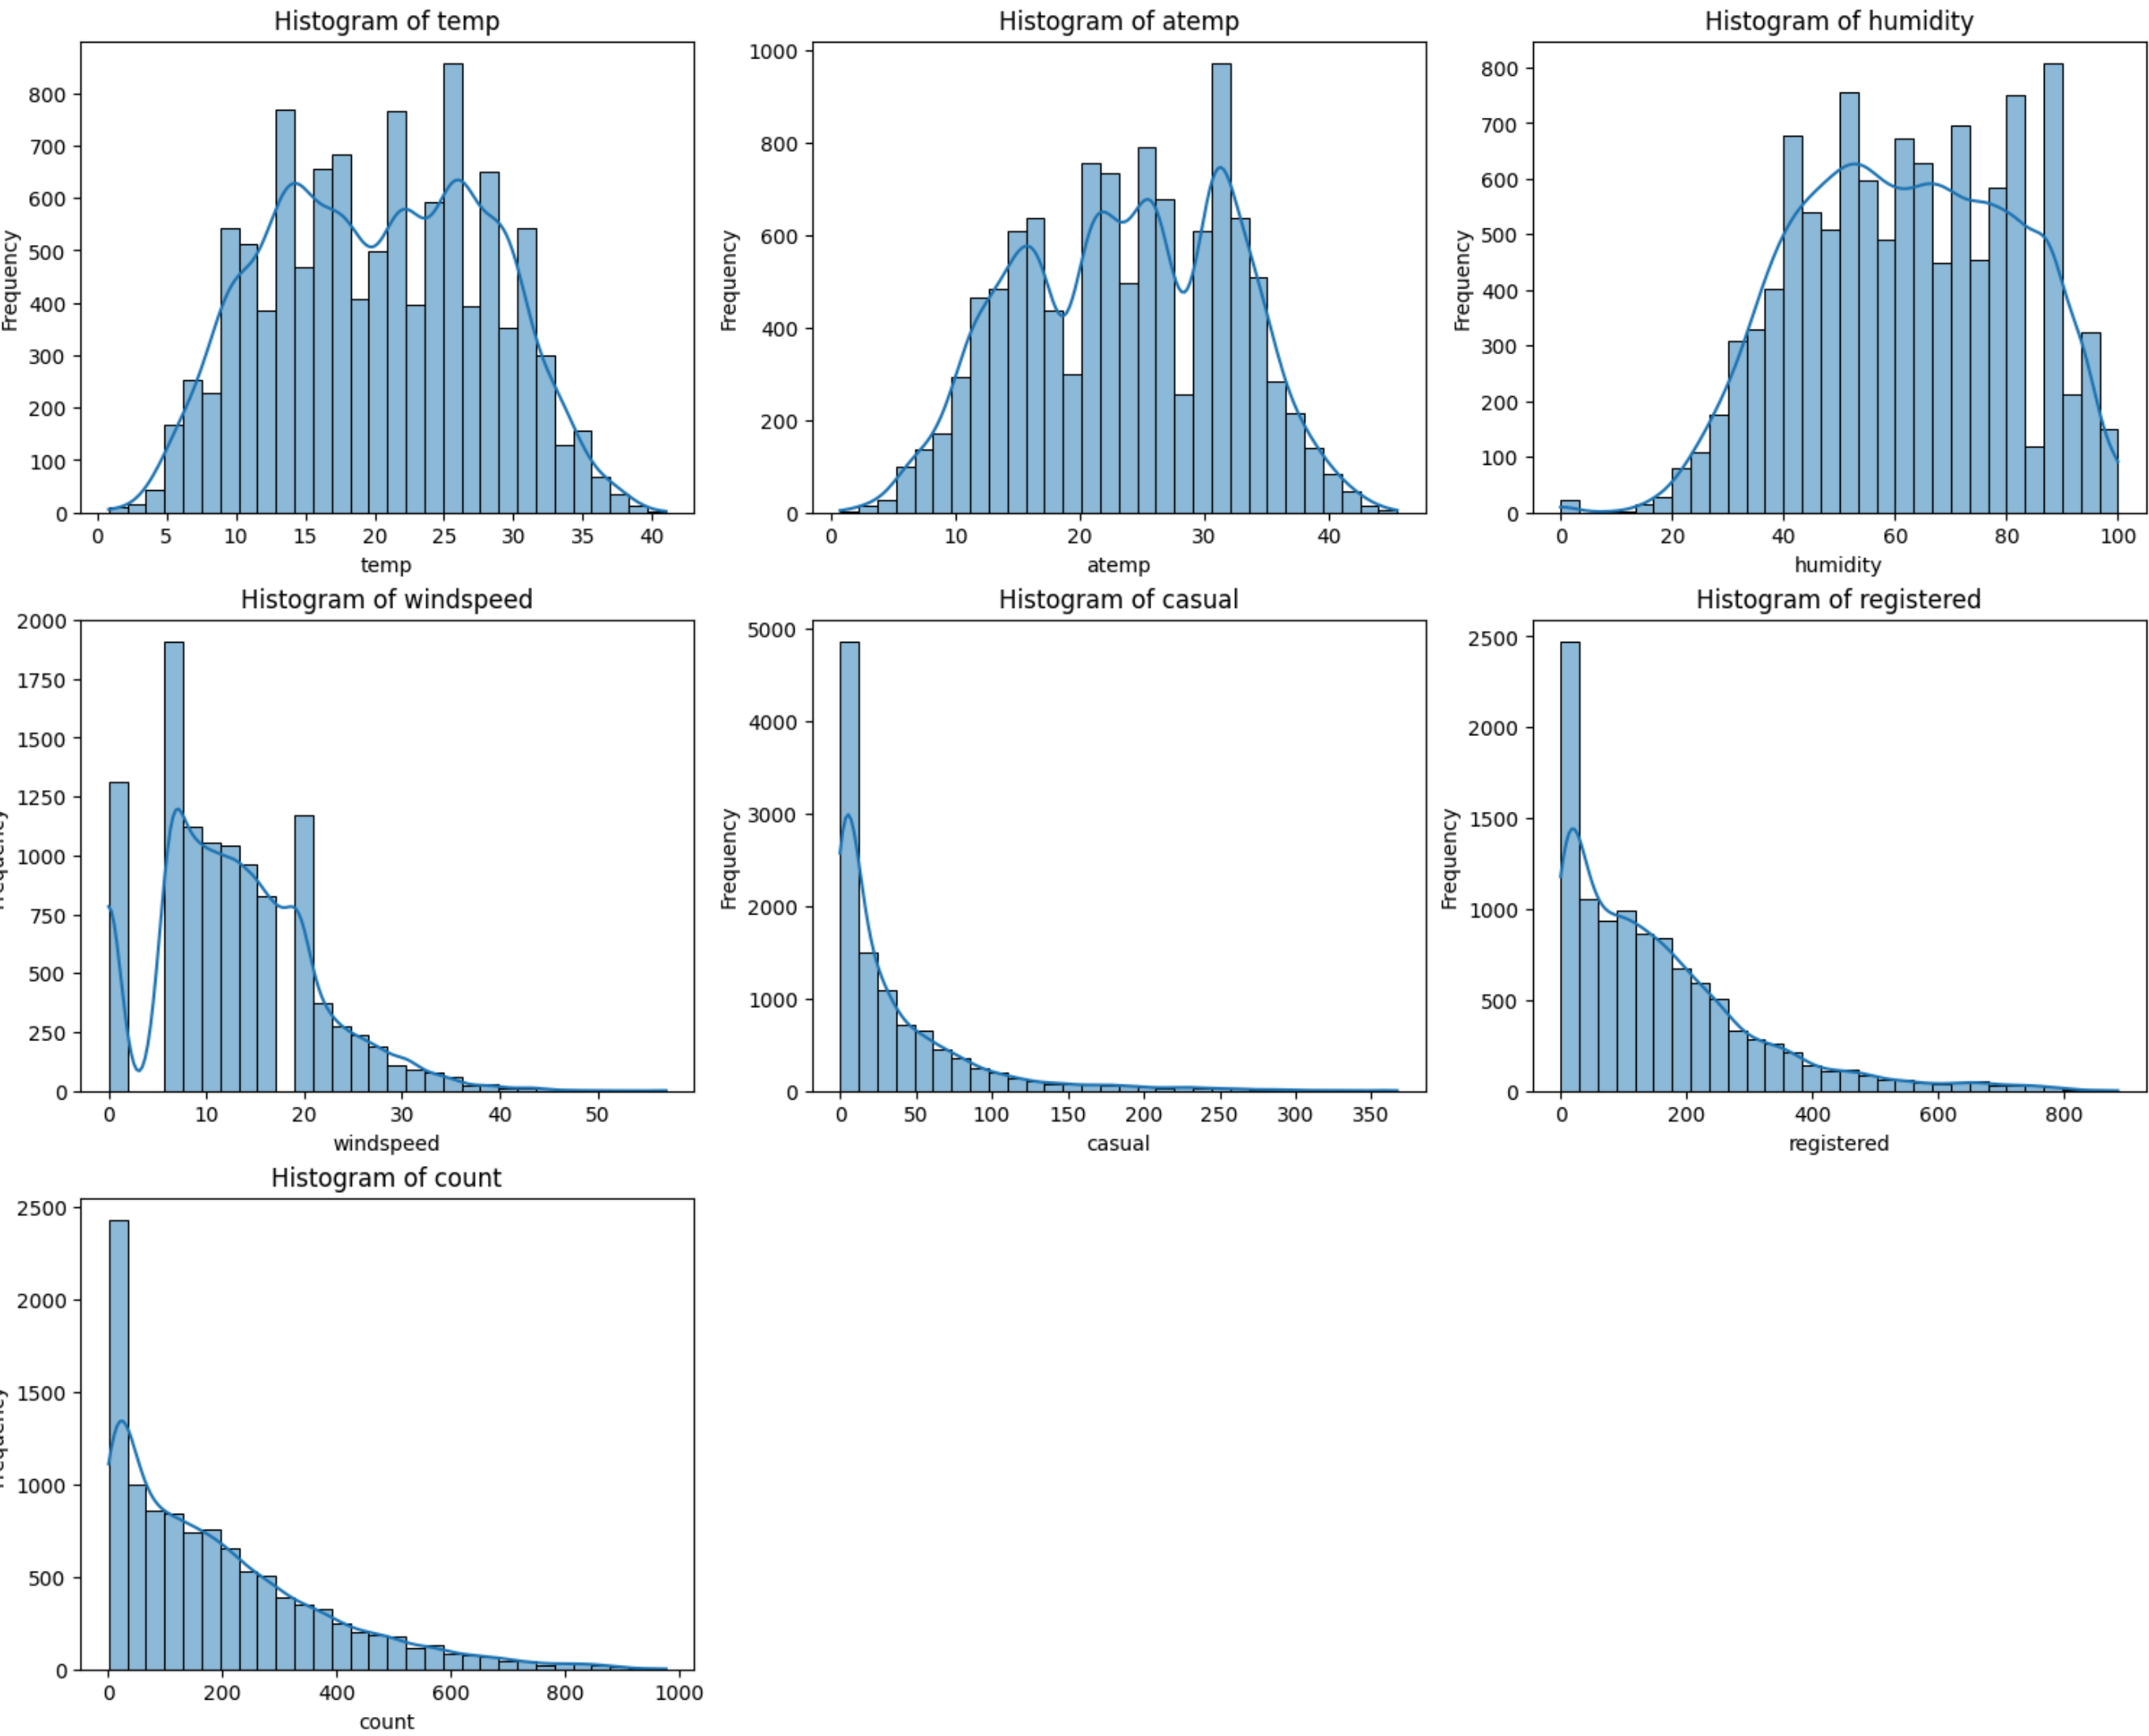 Histogram of temp
Frequency
800
700
600
500
400
300
200
100
0
0 5 10 15 20 25 30 35 40
temp
Histogram of atemp
Frequency
1000
800
600
400
200
0
0 10 20 30 40
atemp
Histogram of humidity
Frequency
800
700
600
500
400
300
200
100
0
0 20 40 60 80 100
humidity
Histogram of windspeed
2000
1750
1500
1250
1000
750
500
250
0
0 10 20 30 40 50
windspeed
Histogram of casual
Frequency
5000
4000
3000
2000
1000
0
0 50 100 150 200 250 300 350
casual
Histogram of registered
Frequency
2500
2000
1500
1000
500
0
0 200 400 600 800
registered
Histogram of count
2500
2000
1500
1000
500
0
0 200 400 600 800 1000
count